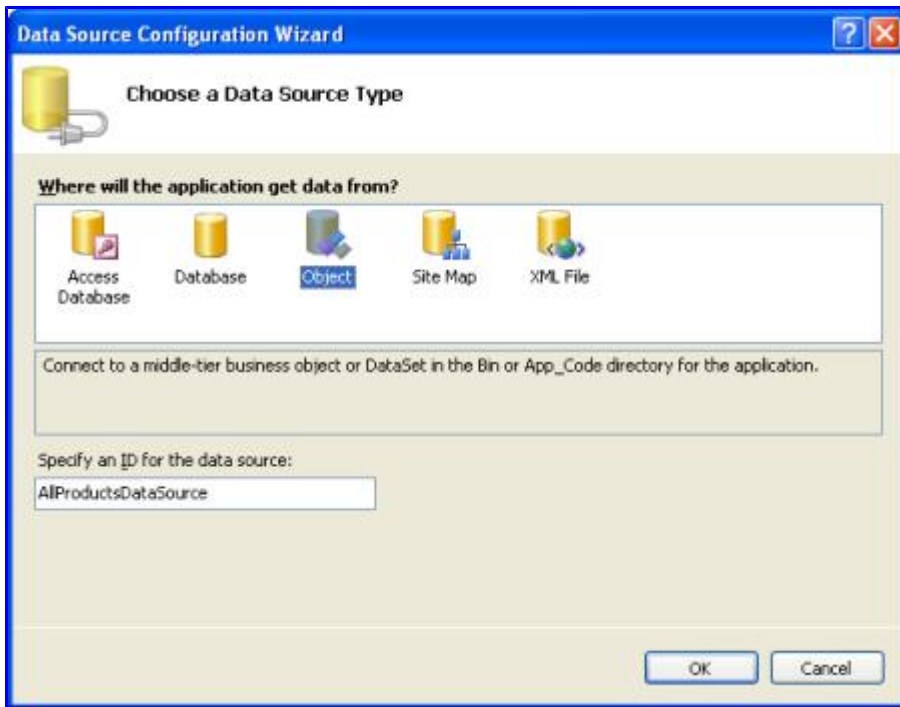 Data Source Configuration Wizard
Choose a Data Source Type
Where will the application get data from?
Access Database
Database
Object
Site Map
XML File
Connect to a middle-tier business object or DataSet in the Bin or App_Code directory for the application.
Specify an ID for the data source:
AllProductsDataSource
OK
Cancel